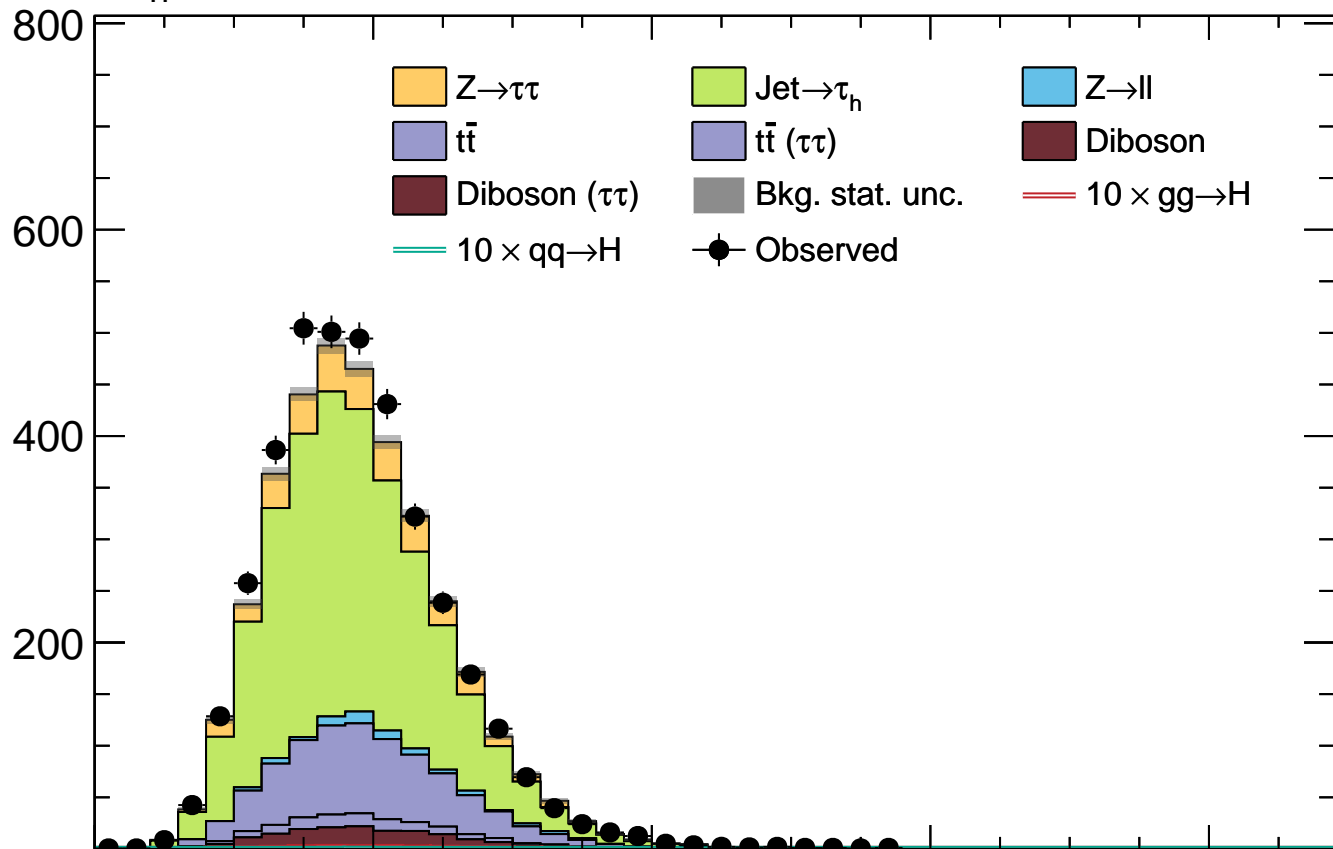 800
Z→ττ Jet→τh Z→ll
tt̄ tt̄ (ττ) Diboson
Diboson (ττ) Bkg. stat. unc. 10 × gg→H
600
10 × qq→H Observed
400
200